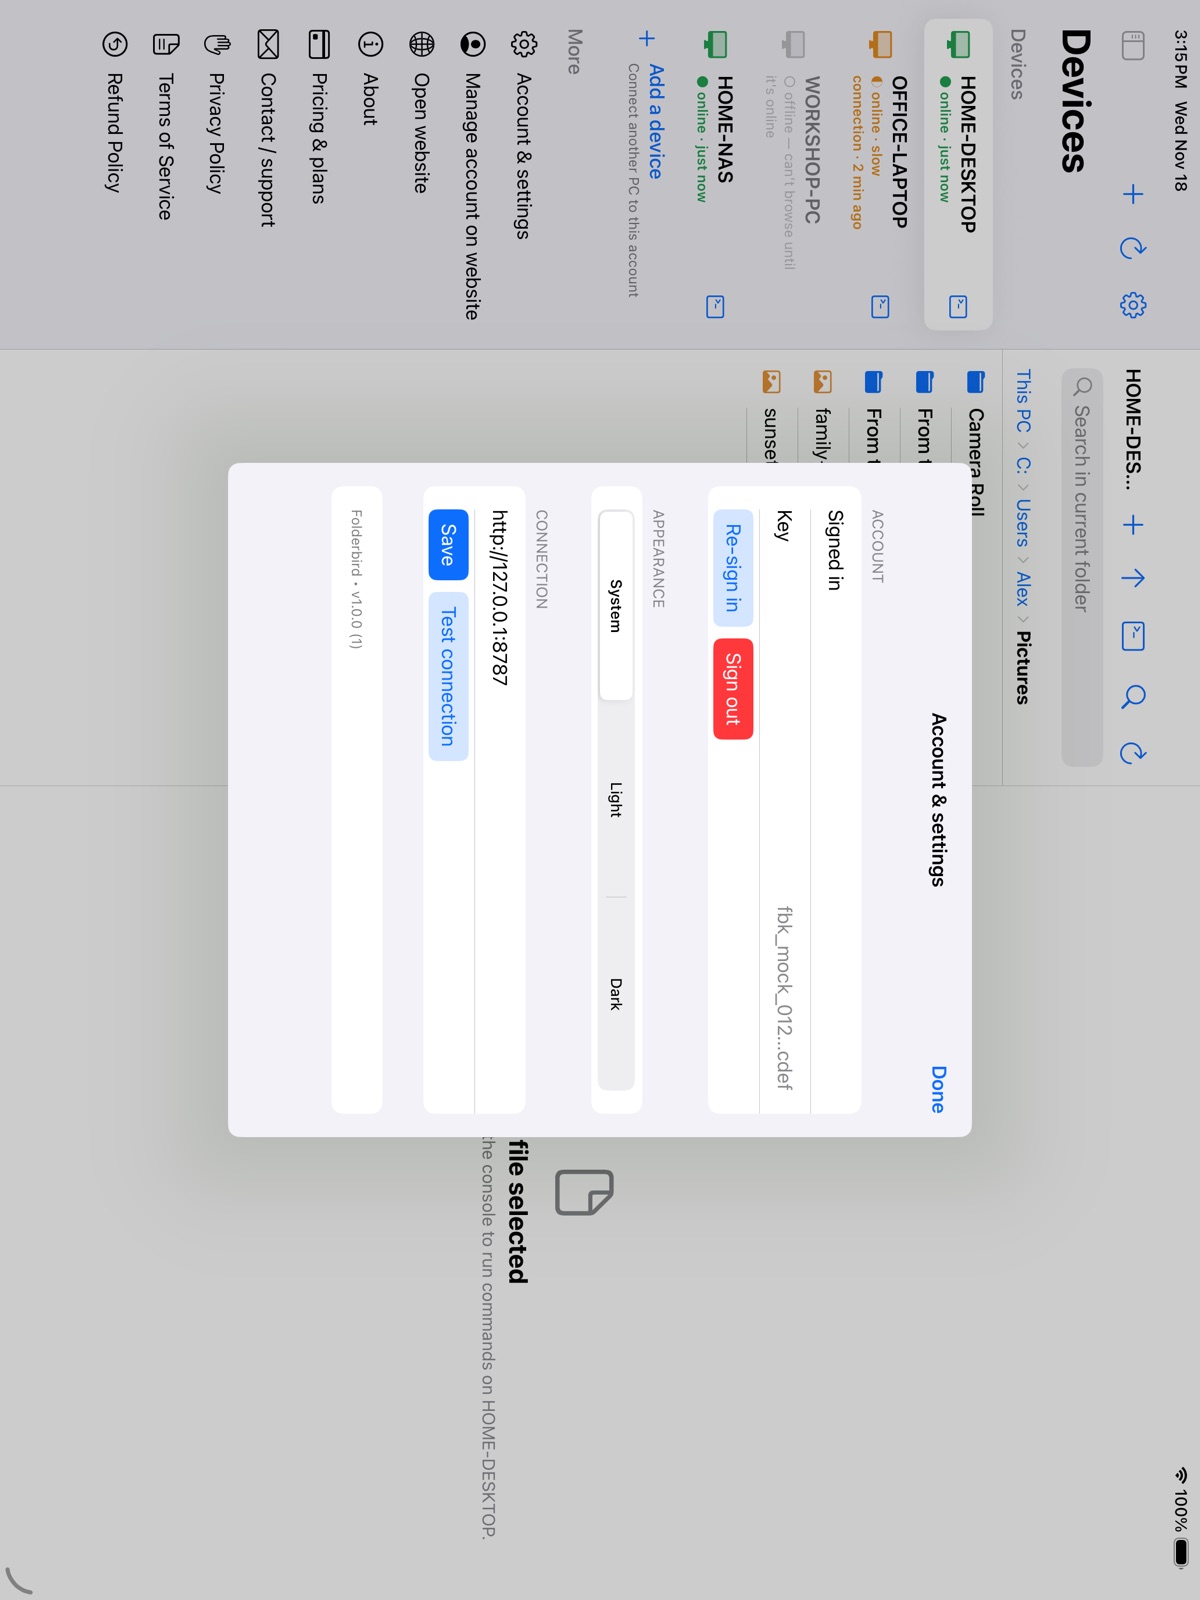 3:15 PM Wed Nov 18
100%
Devices
Devices
HOME-DESKTOP
online · just now
OFFICE-LAPTOP
online · slow
connection · 2 min ago
WORKSHOP-PC
offline — can't browse until
it's online
HOME-NAS
online · just now
Add a device
Connect another PC to this account
More
Account & settings
Manage account on website
Open website
About
Pricing & plans
Contact / support
Privacy Policy
Terms of Service
Refund Policy
HOME-DES...
Search in current folder
This PC > C: > Users > Alex > Pictures
Camera Roll
From
From
family-
sunset
Account & settings
Done
ACCOUNT
Signed in
Key
fbk_mock_012...cdef
Re-sign in
Sign out
APPEARANCE
System
Light
Dark
CONNECTION
http://127.0.0.1:8787
Save
Test connection
Folderbird • v1.0.0 (1)
file selected
the console to run commands on HOME-DESKTOP.